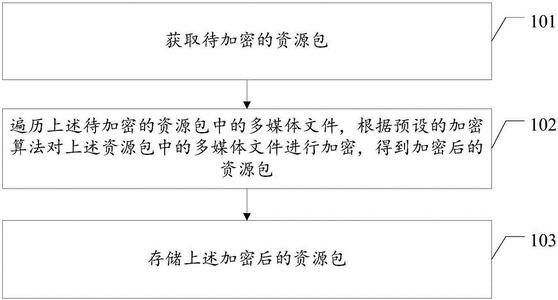 101
获取待加密的资源包
102
遍历上述待加密的资源包中的多媒体文件，根据预设的加密
算法对上述资源包中的多媒体文件进行加密，得到加密后的
资源包
103
存储上述加密后的资源包